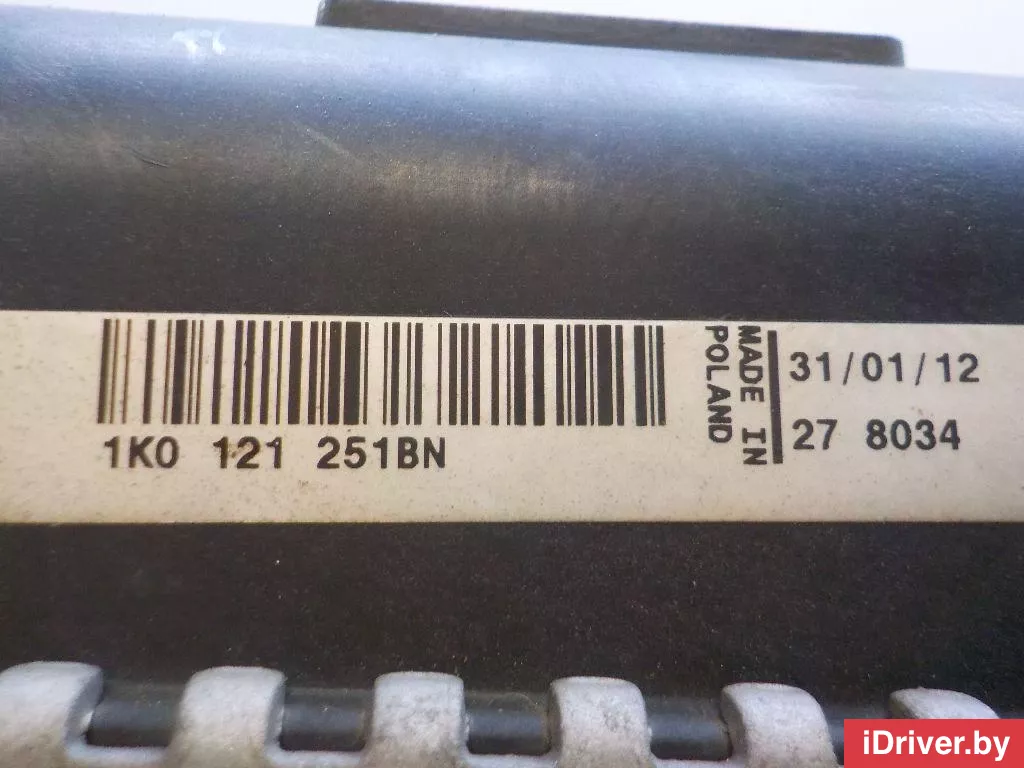 1K0 121 251BN
MADE IN
POLAND
31/01/12
27 8034
iDriver.by